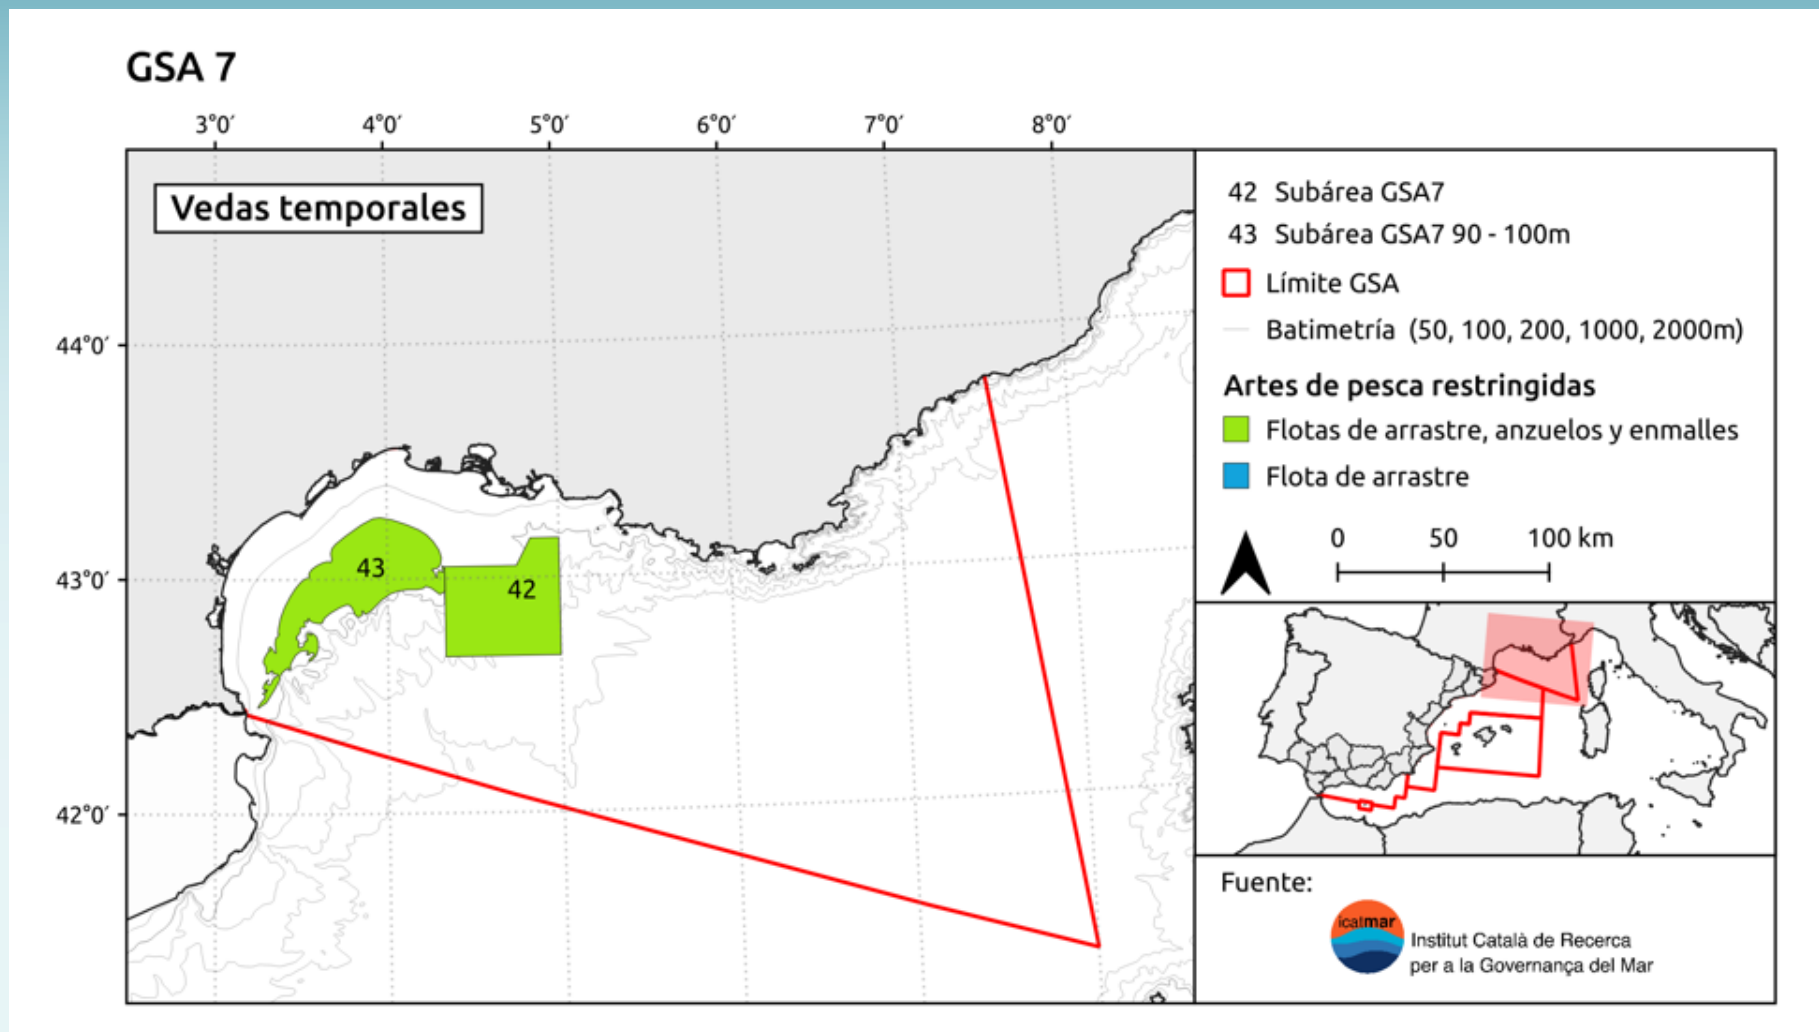 GSA 7
3°0′ 4°0′ 5°0′ 6°0′ 7°0′ 8°0′
Vedas temporales
44°0′
43°0′
42°0′
43
42
42 Subárea GSA7
43 Subárea GSA7 90 - 100m
Límite GSA
Batimetría (50, 100, 200, 1000, 2000m)
Artes de pesca restringidas
Flotas de arrastre, anzuelos y enmalles
Flota de arrastre
0 50 100 km
Fuente:
icatmar
Institut Català de Recerca
per a la Governança del Mar